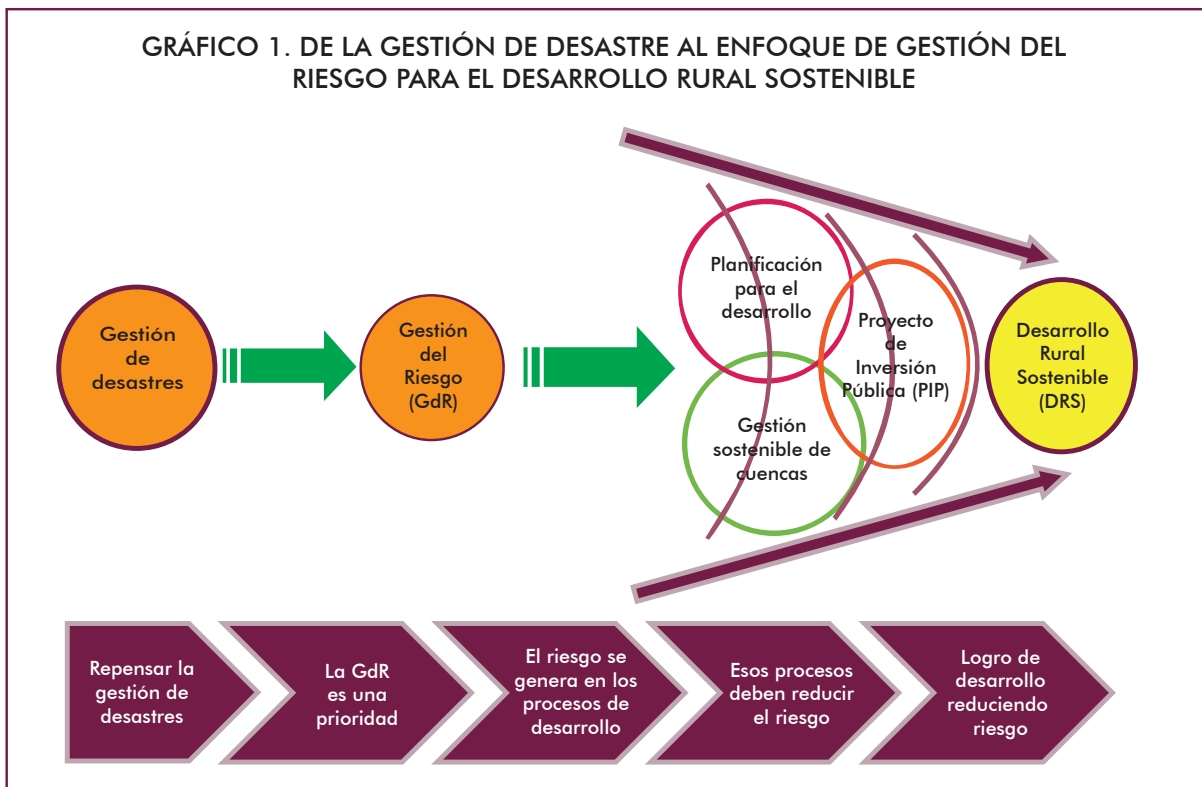 GRÁFICO 1. DE LA GESTIÓN DE DESASTRE AL ENFOQUE DE GESTIÓN DEL
RIESGO PARA EL DESARROLLO RURAL SOSTENIBLE
Gestión
de
desastres
Gestión
del
Riesgo
(GdR)
Planificación
para el
desarrollo
Gestión
sostenible de
cuencas
Proyecto
de
Inversión
Pública (PIP)
Desarrollo
Rural
Sostenible
(DRS)
Repensar la
gestión de
desastres
La GdR
es una
prioridad
El riesgo se
genera en los
procesos de
desarrollo
Esos procesos
deben reducir
el riesgo
Logro de
desarrollo
reduciendo
riesgo